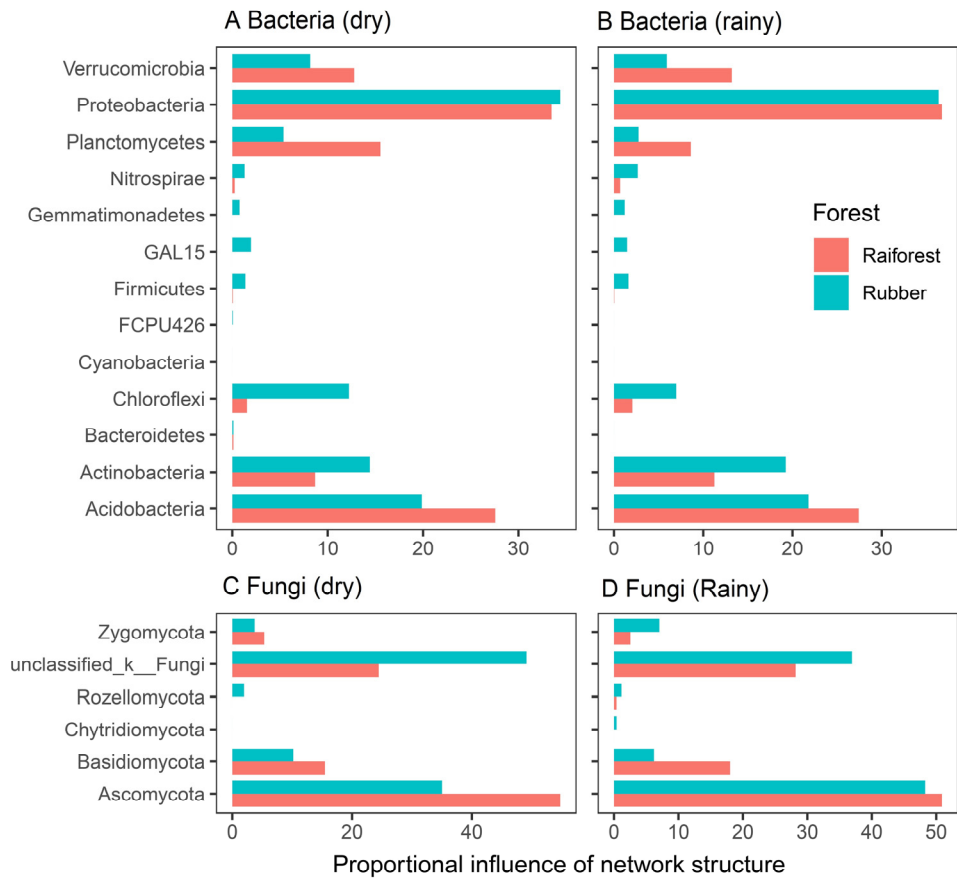 A Bacteria (dry)
B Bacteria (rainy)
Verrucomicrobia
Proteobacteria
Planctomycetes
Nitrospirae
Gemmatimonadetes
GAL15
Firmicutes
FCPU426
Cyanobacteria
Chloroflexi
Bacteroidetes
Actinobacteria
Acidobacteria
Forest
Raiforest
Rubber
0 10 20 30
0 10 20 30
C Fungi (dry)
D Fungi (Rainy)
Zygomycota
unclassified_k__Fungi
Rozellomycota
Chytridiomycota
Basidiomycota
Ascomycota
0 20 40
0 10 20 30 40 50
Proportional influence of network structure